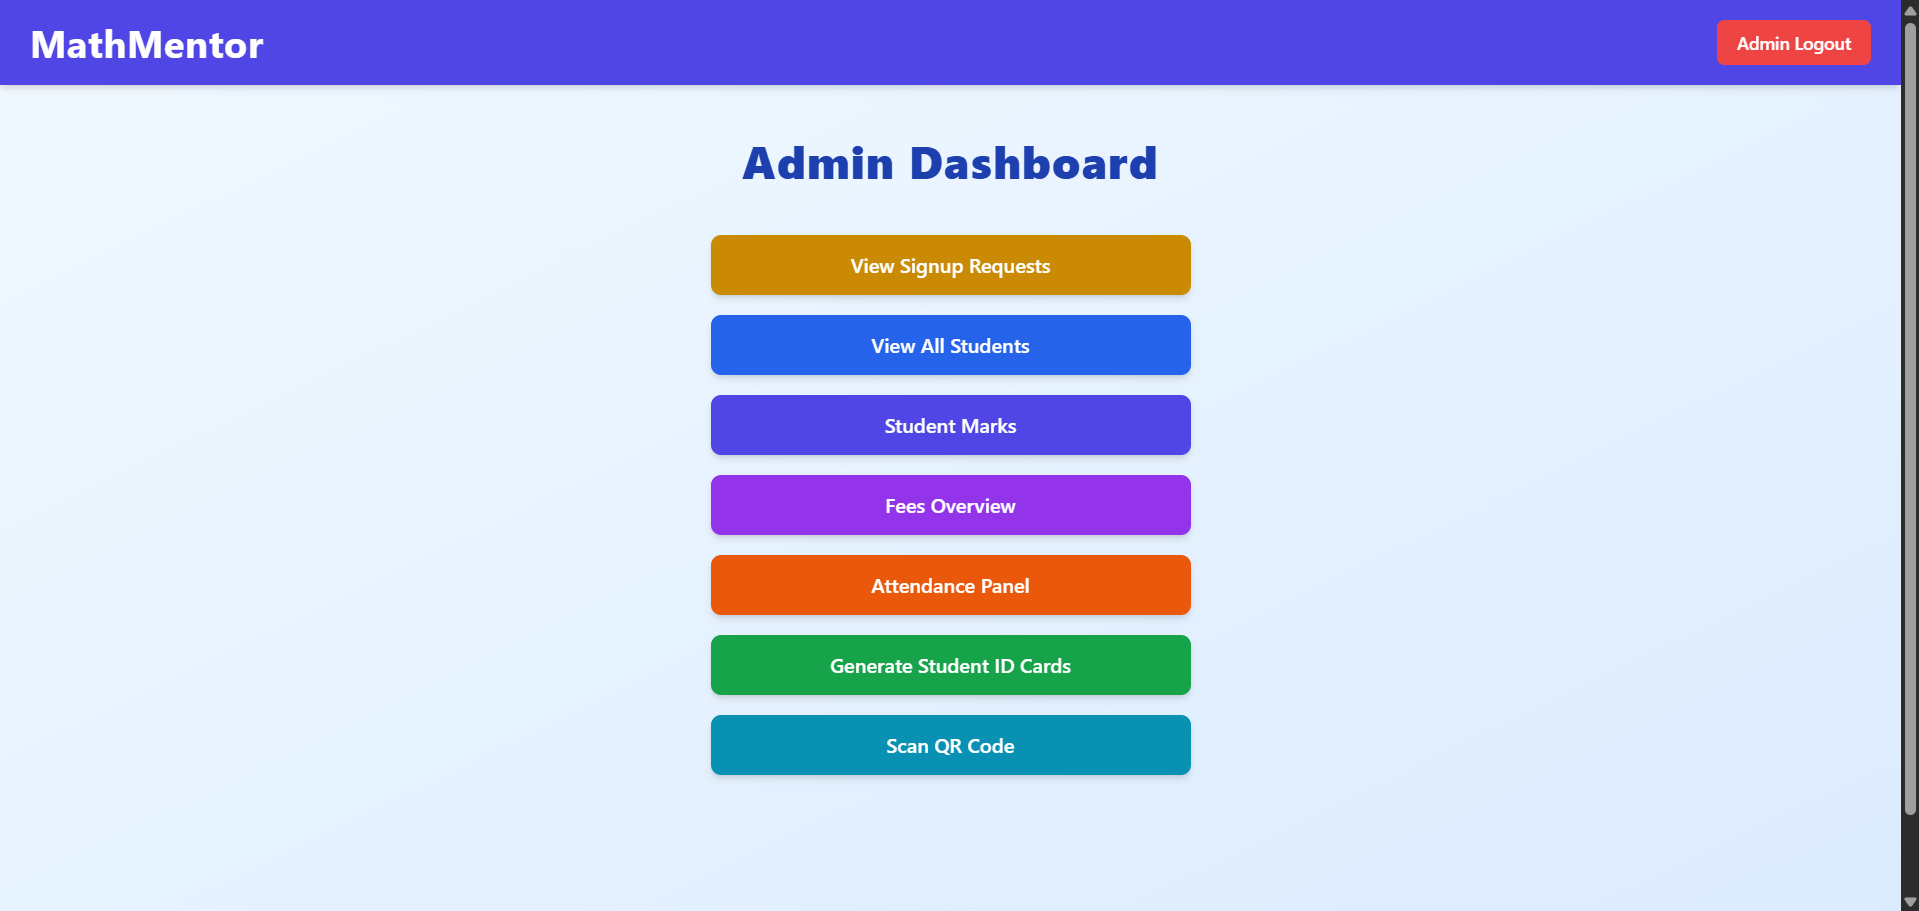 MathMentor
Admin Logout
Admin Dashboard
View Signup Requests
View All Students
Student Marks
Fees Overview
Attendance Panel
Generate Student ID Cards
Scan QR Code